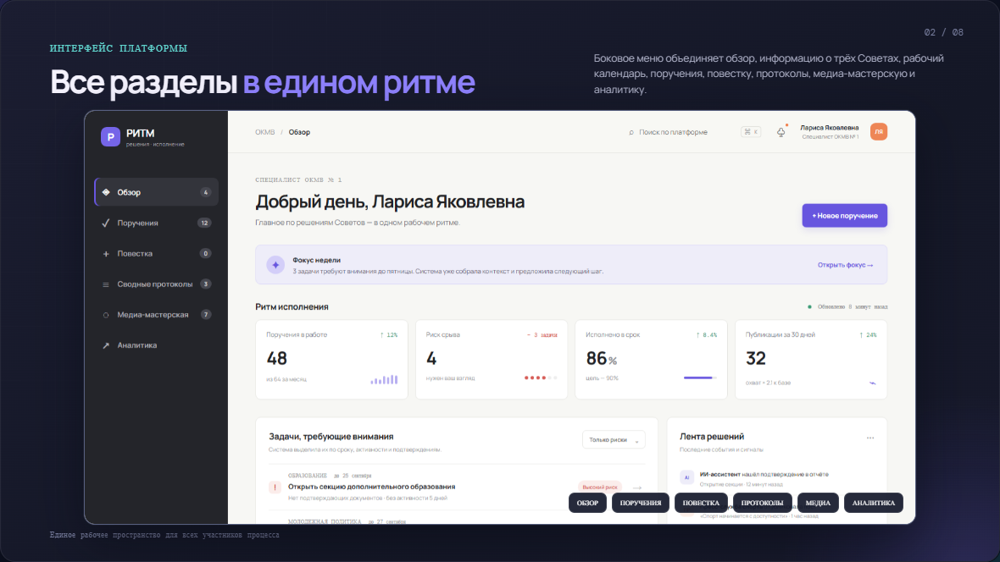 02 / 08
ИНТЕРФЕЙС ПЛАТФОРМЫ
Все разделы в едином ритме
Боковое меню объединяет обзор, информацию о трёх Советах, рабочий
календарь, поручения, повестку, протоколы, медиа-мастерскую и
аналитику.
Р
РИТМ
решения · исполнение
Обзор 4
Поручения 12
Повестка 0
Сводные протоколы 3
Медиа-мастерская 7
Аналитика
ОКМВ / Обзор
Поиск по платформе
⌘ K
Лариса Яковлевна
Специалист ОКМВ № 1
ЛЯ
СПЕЦИАЛИСТ ОКМВ № 1
Добрый день, Лариса Яковлевна
Главное по решениям Советов — в одном рабочем ритме.
+ Новое поручение
Фокус недели
3 задачи требуют внимания до пятницы. Система уже собрала контекст и предложила следующий шаг.
Открыть фокус →
Ритм исполнения
Обновлено 8 минут назад
Поручения в работе ↑ 12%
48
из 64 за месяц
Риск срыва − 3 задачи
4
нужен ваш взгляд
Исполнено в срок ↑ 8.4%
86%
цель — 90%
Публикации за 30 дней ↑ 24%
32
охват × 2.1 к базе
Задачи, требующие внимания
Система выделила их по сроку, активности и подтверждениям.
Только риски
ОБРАЗОВАНИЕ до 25 сентября
! Открыть секцию дополнительного образования
Нет подтверждающих документов · без активности 5 дней
Высокий риск →
МОЛОДЕЖНАЯ ПОЛИТИКА до 27 сентября
Лента решений ...
Последние события и сигналы
AI
ИИ-ассистент нашёл подтверждение в отчёте
Открытие секции · 12 минут назад
«Спорт начинается с доступности» · 1 час назад
ОБЗОР
ПОРУЧЕНИЯ
ПОВЕСТКА
ПРОТОКОЛЫ
МЕДИА
АНАЛИТИКА
Единое рабочее пространство для всех участников процесса